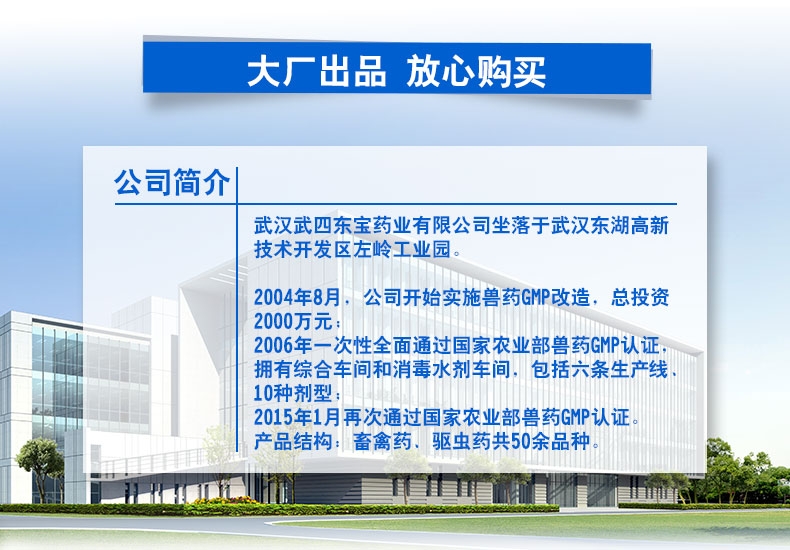 大厂出品 放心购买
公司简介
武汉武四东宝药业有限公司坐落于武汉东湖高新
技术开发区左岭工业园。
2004年8月，公司开始实施兽药GMP改造，总投资
2000万元；
2006年一次性全面通过国家农业部兽药GMP认证，
拥有综合车间和消毒水剂车间，包括六条生产线、
10种剂型；
2015年1月再次通过国家农业部兽药GMP认证。
产品结构：畜禽药、驱虫药共50余品种。